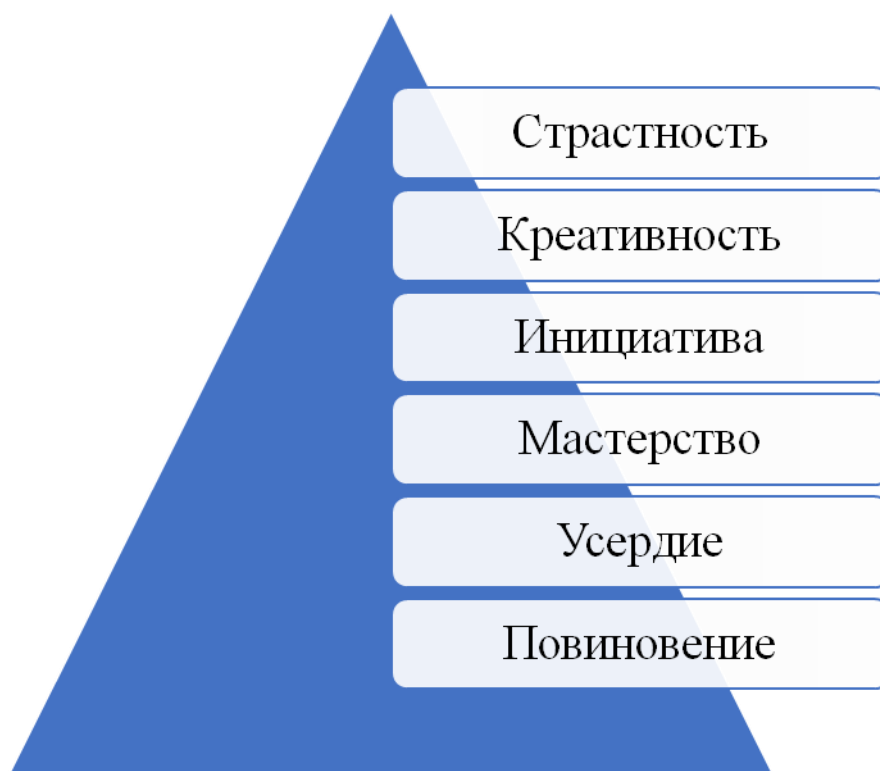 Страстность
Креативность
Инициатива
Мастерство
Усердие
Повиновение